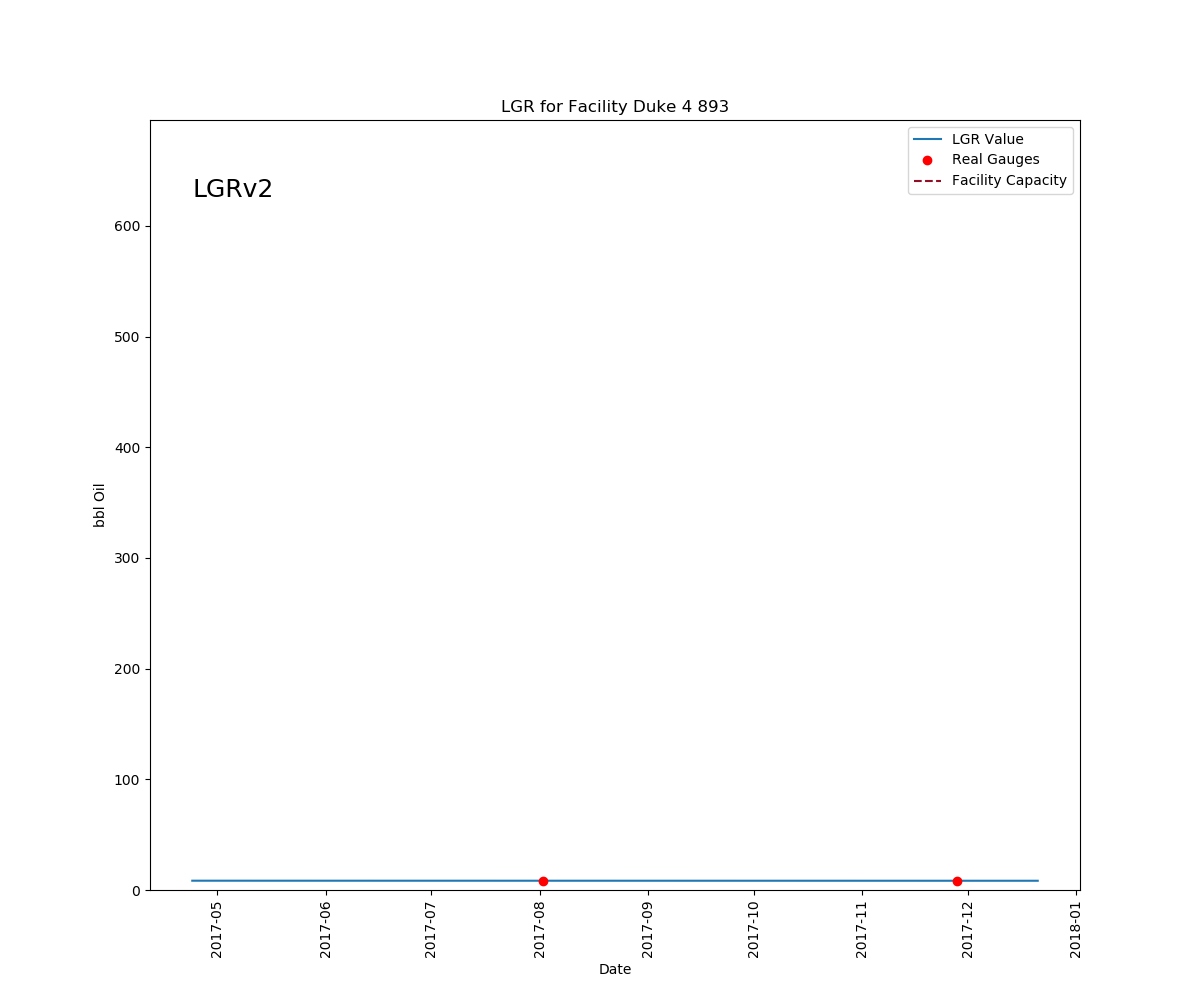 LGR for Facility Duke 4 893
LGR Value
Real Gauges
Facility Capacity
LGRv2
600
500
400
300
200
100
0
bbl Oil
2017-05
2017-06
2017-07
2017-08
2017-09
2017-10
2017-11
2017-12
2018-01
Date